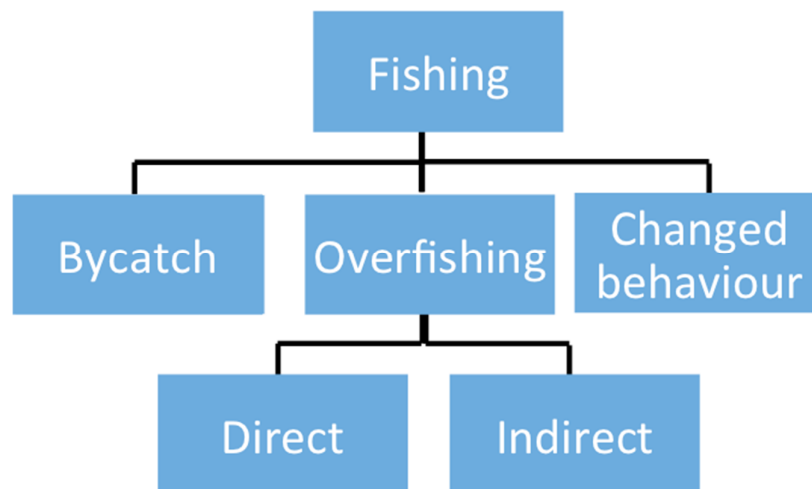 Fishing
Bycatch
Overfishing
Changed
behaviour
Direct
Indirect